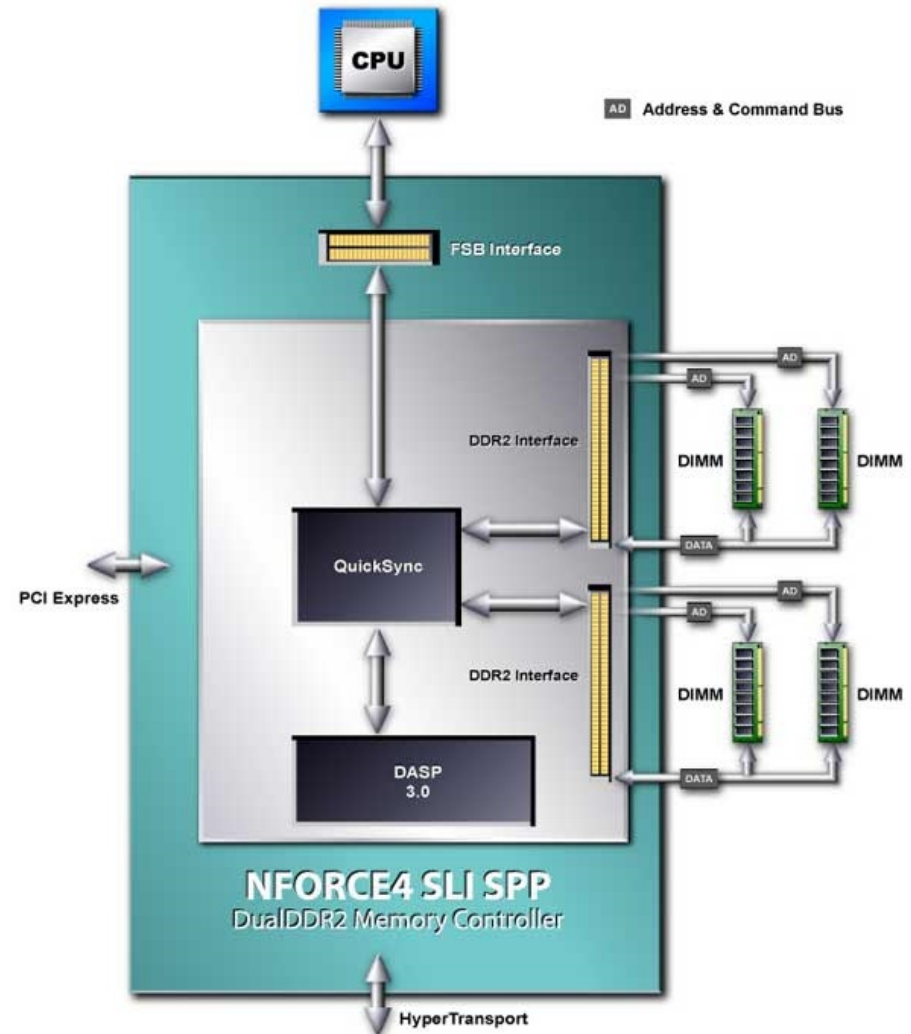 CPU
AD Address & Command Bus
FSB Interface
AD
AD
DDR2 Interface
DIMM
DIMM
DATA
QuickSync
PCI Express
AD
AD
DDR2 Interface
DIMM
DIMM
DATA
DASP
3.0
NFORCE4 SLI SPP
DualDDR2 Memory Controller
HyperTransport